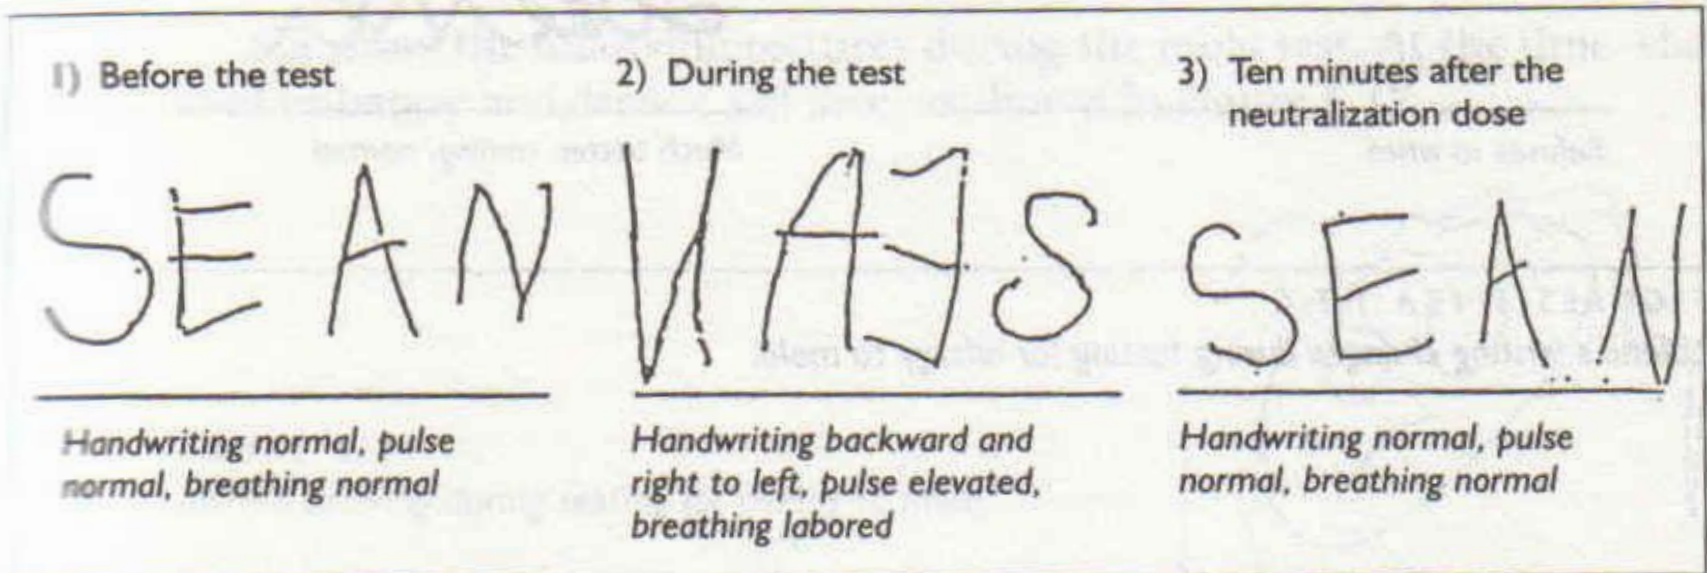 1) Before the test
SEAN
Handwriting normal, pulse
normal, breathing normal
2) During the test
NAES
Handwriting backward and
right to left, pulse elevated,
breathing labored
3) Ten minutes after the
neutralization dose
SEAN
Handwriting normal, pulse
normal, breathing normal